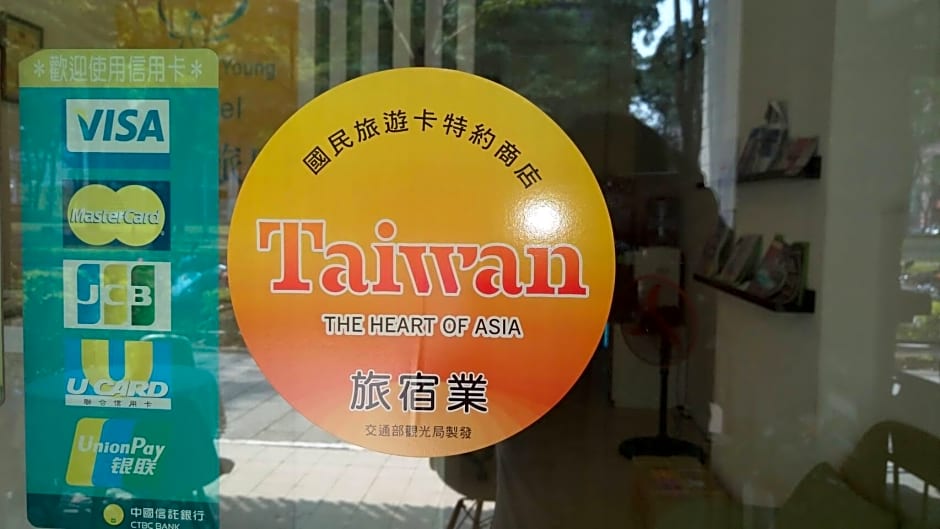 *歡迎使用信用卡*
VISA
MasterCard
JCB
U CARD
聯合信用卡
UnionPay
银联
中國信託銀行
CTBC BANK
Young
el
國民旅遊卡特約商店
Taiwan
THE HEART OF ASIA
旅宿業
交通部觀光局製發